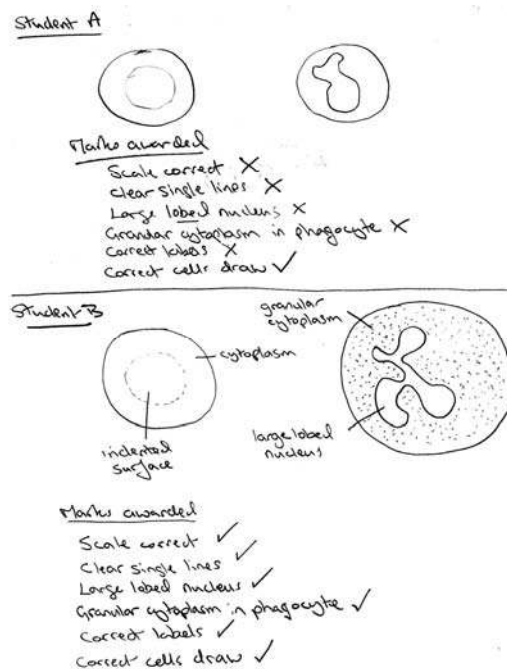 Student A
Marks awarded
Scale correct ✗
Clear single lines ✗
Large lobed nucleus ✗
Granular cytoplasm in phagocyte ✗
Correct labels ✗
Correct cells draw ✓
Student B
granular
cytoplasm
cytoplasm
indented
surface
large lobed
nucleus
Marks awarded
Scale correct ✓
Clear single lines ✓
Large lobed nucleus ✓
Granular cytoplasm in phagocyte ✓
Correct labels ✓
Correct cells draw ✓